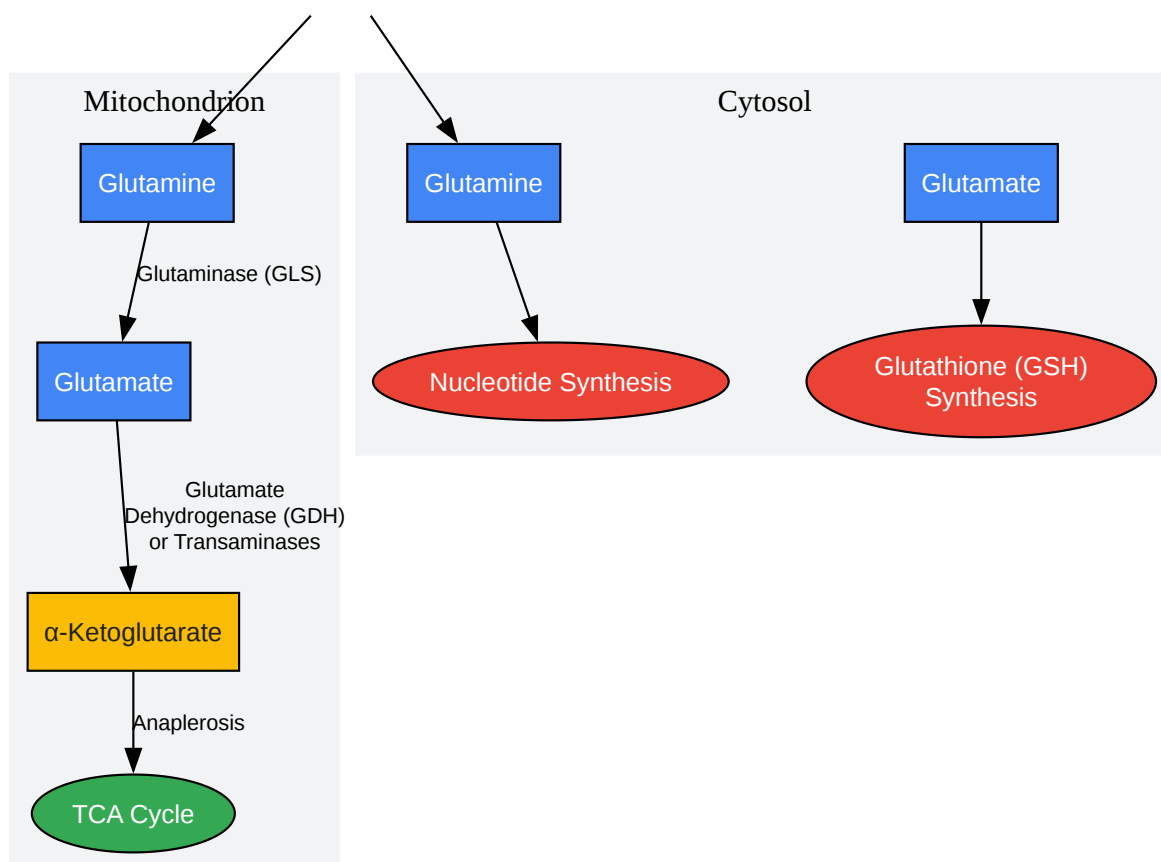 Mitochondrion
Glutamine
Glutaminase (GLS)
Glutamate
Glutamate
Dehydrogenase (GDH)
or Transaminases
α-Ketoglutarate
Anaplerosis
TCA Cycle
Cytosol
Glutamine
Nucleotide Synthesis
Glutamate
Glutathione (GSH)
Synthesis